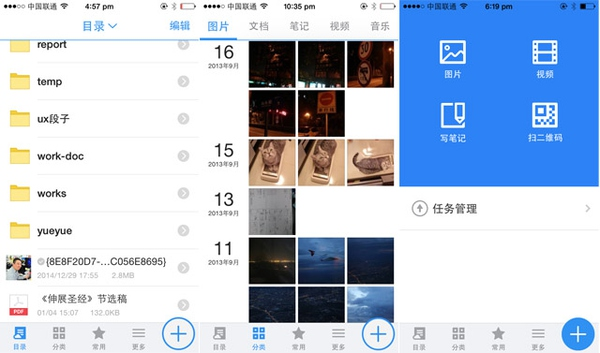 中国联通
4:57 pm
目录
编辑
report
temp
ux段子
work-doc
works
yueyue
{8E8F20D7-...C056E8695}
2014/12/29 17:55 2.8MB
《伸展圣经》节选稿
PDF
01/04 15:07 132.0KB
目录
分类
常用
更多
中国联通
10:35 pm
图片
文档
笔记
视频
音乐
16
2013年9月
15
2013年9月
13
2013年9月
11
2013年9月
目录
分类
常用
更多
中国联通
6:19 pm
图片
视频
写笔记
扫二维码
任务管理
目录
分类
常用
更多